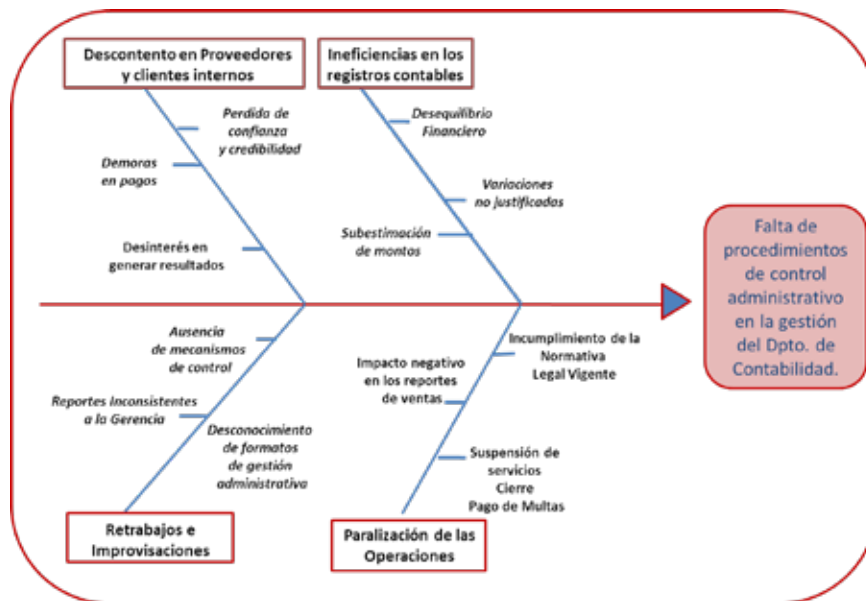 Descontento en Proveedores
y clientes internos
Ineficiencias en los
registros contables
Perdida de
confianza
y credibilidad
Demoras
en pagos
Desinterés en
generar resultados
Desequilibrio
Financiero
Variaciones
no justificadas
Subestimación
de montos
Falta de
procedimientos
de control
administrativo
en la gestión
del Dpto. de
Contabilidad.
Ausencia
de mecanismos
de control
Reportes Inconsistentes
a la Gerencia
Desconocimiento
de formatos
de gestión
administrativa
Incumplimiento de la
Normativa
Legal Vigente
Impacto negativo
en los reportes
de ventas
Suspensión de
servicios
Cierre
Pago de Multas
Retrabajos e
Improvisaciones
Paralización de las
Operaciones